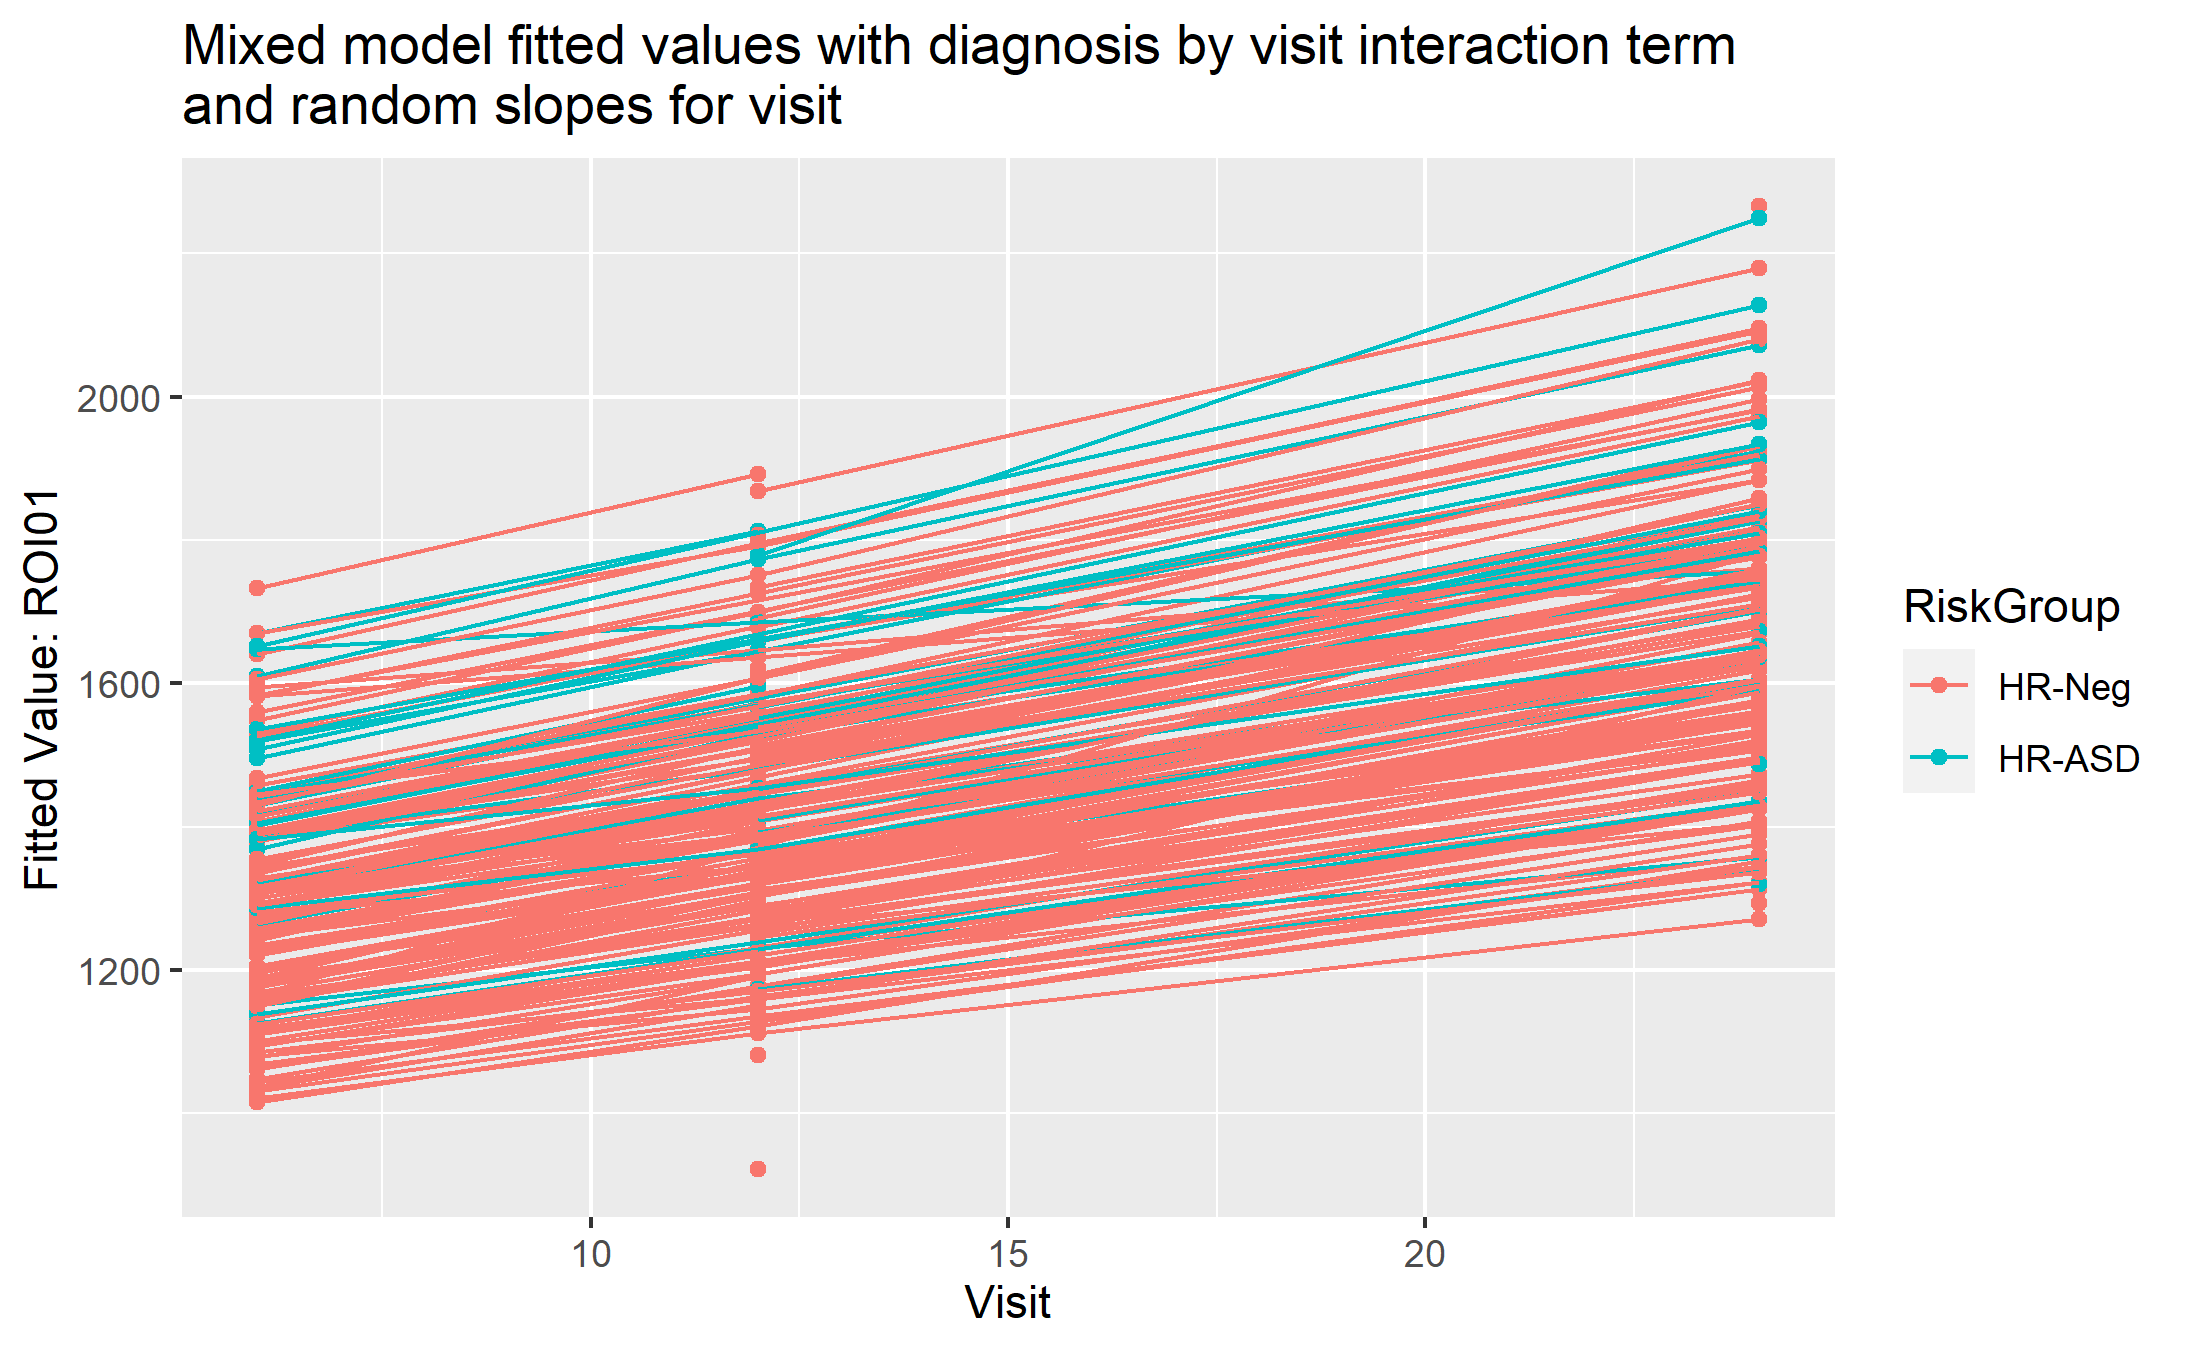 Mixed model fitted values with diagnosis by visit interaction term
and random slopes for visit
Fitted Value: ROI01
2000
1600
1200
10
15
20
Visit
RiskGroup
HR-Neg
HR-ASD